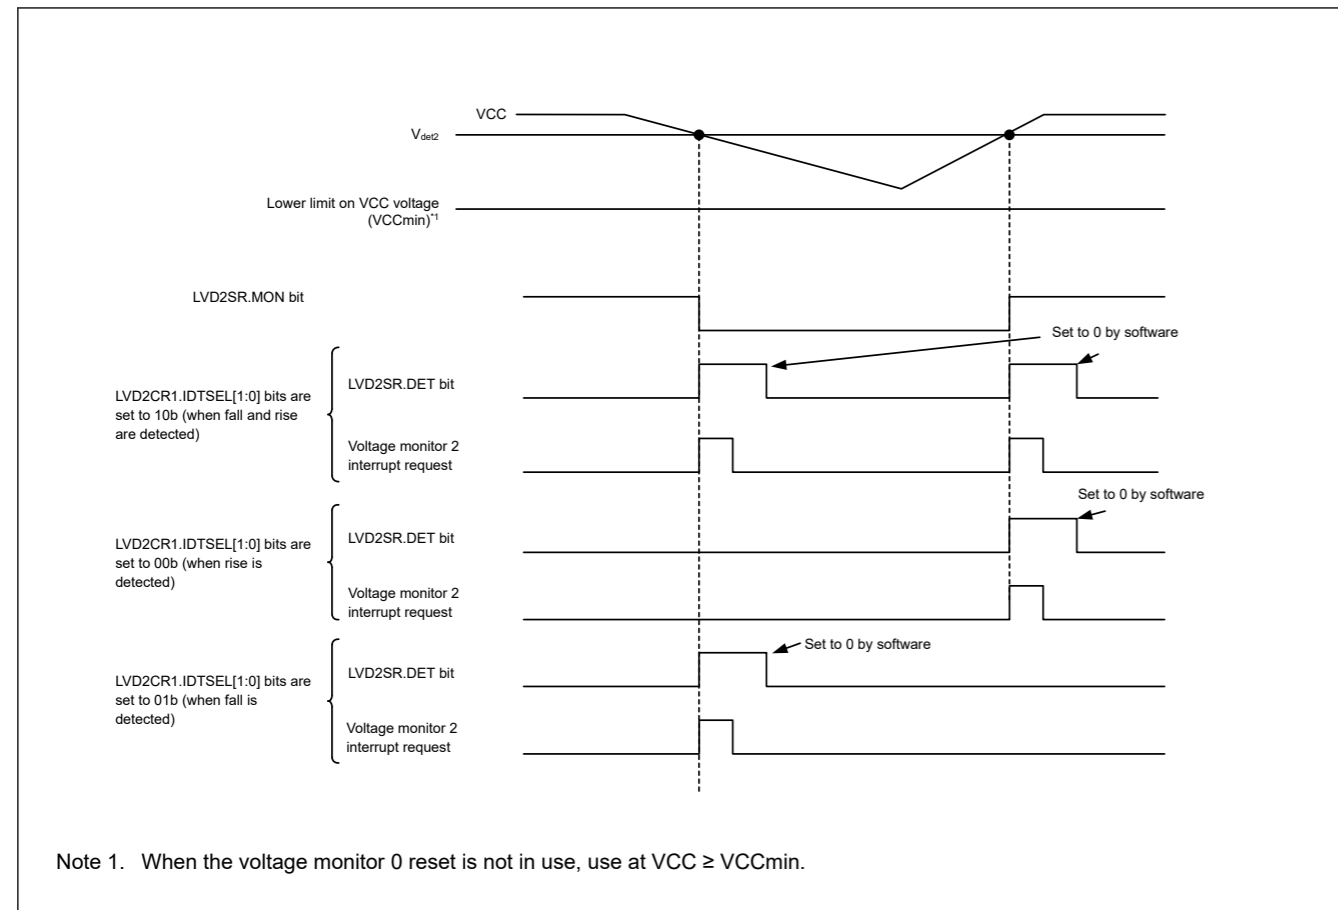 VCC
Vdet2
Lower limit on VCC voltage
(VCCmin)*1
LVD2SR.MON bit
Set to 0 by software
LVD2CR1.IDTSEL[1:0] bits are
set to 10b (when fall and rise
are detected)
LVD2SR.DET bit
Voltage monitor 2
interrupt request
Set to 0 by software
LVD2CR1.IDTSEL[1:0] bits are
set to 00b (when rise is
detected)
LVD2SR.DET bit
Voltage monitor 2
interrupt request
Set to 0 by software
LVD2CR1.IDTSEL[1:0] bits are
set to 01b (when fall is
detected)
LVD2SR.DET bit
Voltage monitor 2
interrupt request
Note 1. When the voltage monitor 0 reset is not in use, use at VCC ≥ VCCmin.